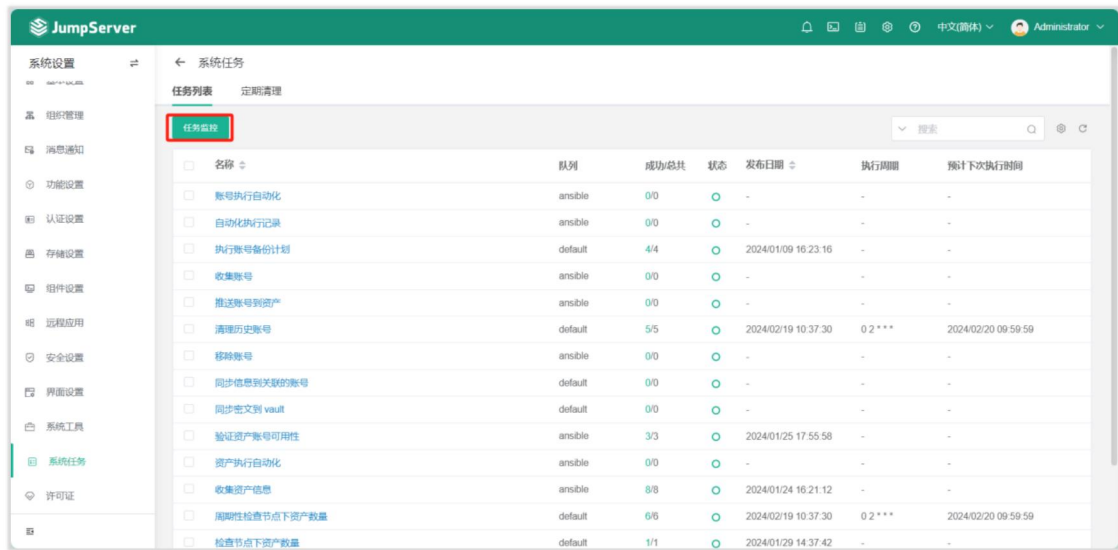 JumpServer
中文(简体)
Administrator
系统设置
← 系统任务
基本设置
任务列表 定期清理
组织管理
任务监控
搜索
消息通知
名称 队列 成功/总共 状态 发布日期 执行周期 预计下次执行时间
功能设置
账号执行自动化 ansible 0/0 - - -
认证设置
自动化执行记录 ansible 0/0 - - -
存储设置
执行账号备份计划 default 4/4 2024/01/09 16:23:16 - -
收集账号 ansible 0/0 - - -
组件设置
推送账号到资产 ansible 0/0 - - -
远程应用
清理历史账号 default 5/5 2024/02/19 10:37:30 0 2 * * * 2024/02/20 09:59:59
安全设置
移除账号 ansible 0/0 - - -
同步信息到关联的账号 default 0/0 - - -
界面设置
同步密文到 vault default 0/0 - - -
系统工具
验证资产账号可用性 ansible 3/3 2024/01/25 17:55:58 - -
系统任务
资产执行自动化 ansible 0/0 - - -
收集资产信息 ansible 8/8 2024/01/24 16:21:12 - -
许可证
周期性检查节点下资产数量 default 6/6 2024/02/19 10:37:30 0 2 * * * 2024/02/20 09:59:59
检查节点下资产数量 default 1/1 2024/01/29 14:37:42 - -